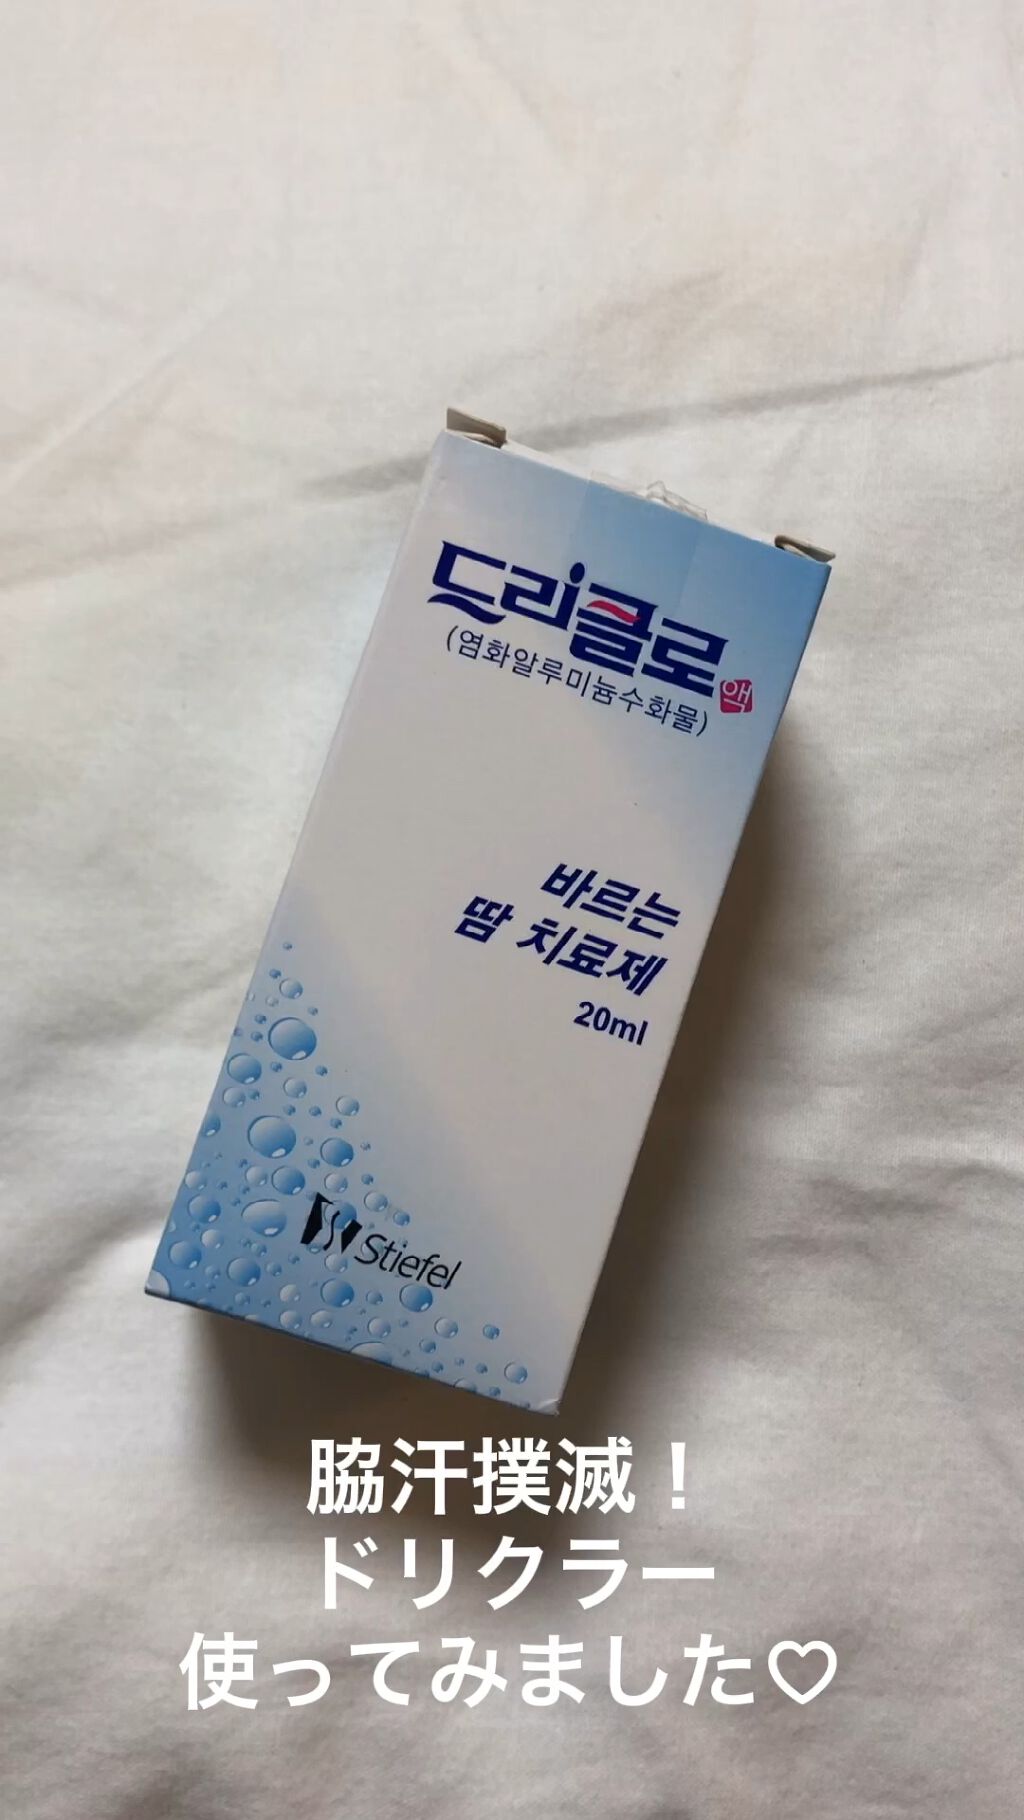 드리클로액
(염화알루미늄수화물)
바르는
땀 치료제
20ml
Stiefel
脇汗撲滅！
ドリクラー
使ってみました♡